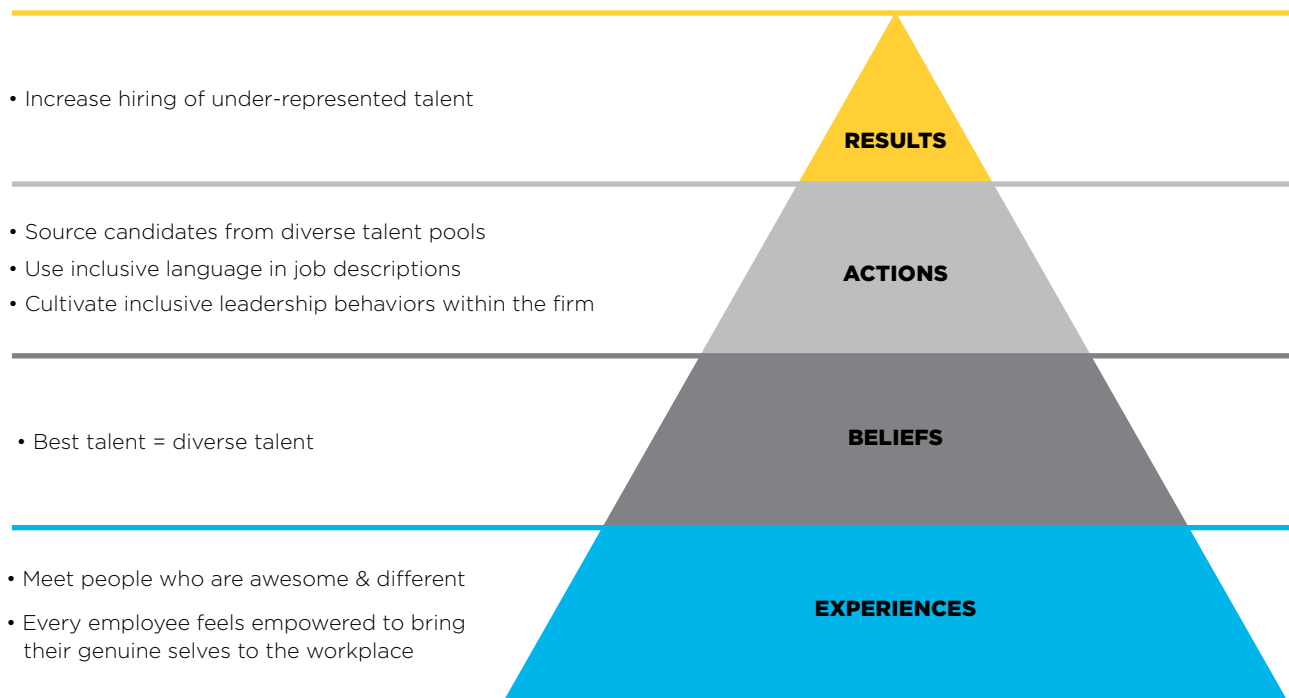 • Increase hiring of under-represented talent
RESULTS
• Source candidates from diverse talent pools
• Use inclusive language in job descriptions
• Cultivate inclusive leadership behaviors within the firm
ACTIONS
• Best talent = diverse talent
BELIEFS
• Meet people who are awesome & different
• Every employee feels empowered to bring
their genuine selves to the workplace
EXPERIENCES